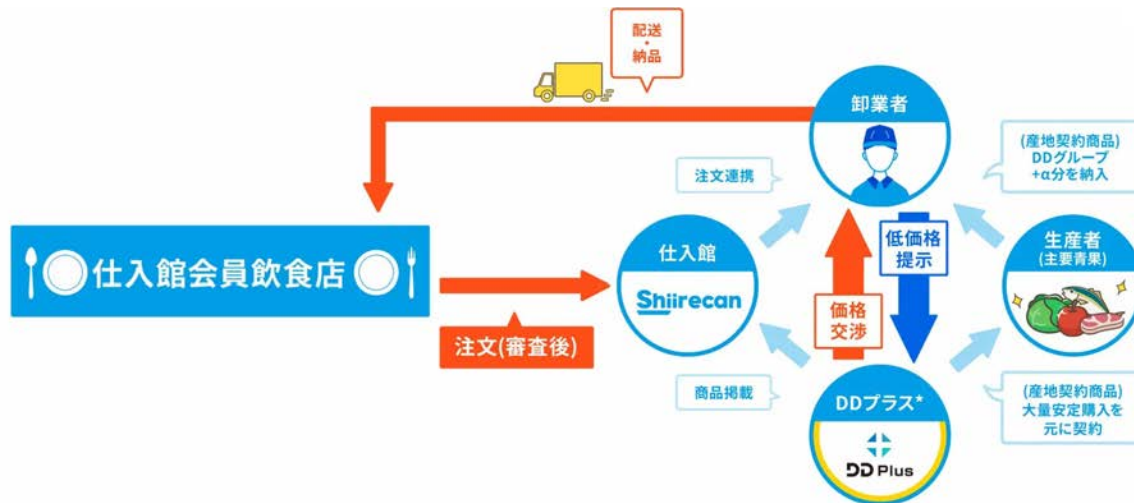 配送
・
納品
卸業者
(産地契約商品)
DDグループ
+α分を納入
注文連携
仕入館会員飲食店
注文(審査後)
仕入館
Shiirecan
低価格
提示
価格
交渉
生産者
(主要青果)
商品掲載
DDプラス*
DD Plus
(産地契約商品)
大量安定購入を
元に契約